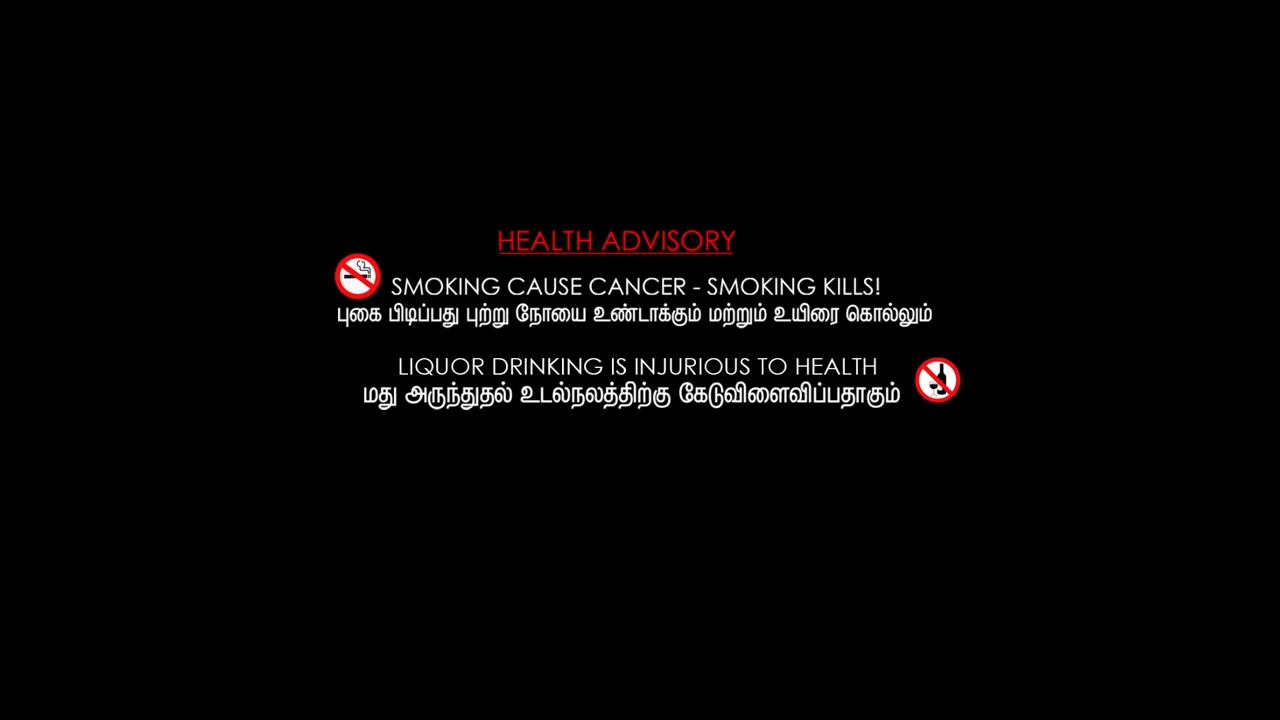 HEALTH ADVISORY
SMOKING CAUSE CANCER - SMOKING KILLS!
புகை பிடிப்பது புற்று நோயை உண்டாக்கும் மற்றும் உயிரை கொல்லும்
LIQUOR DRINKING IS INJURIOUS TO HEALTH
மது அருந்துதல் உடல்நலத்திற்கு கேடுவிளைவிப்பதாகும்